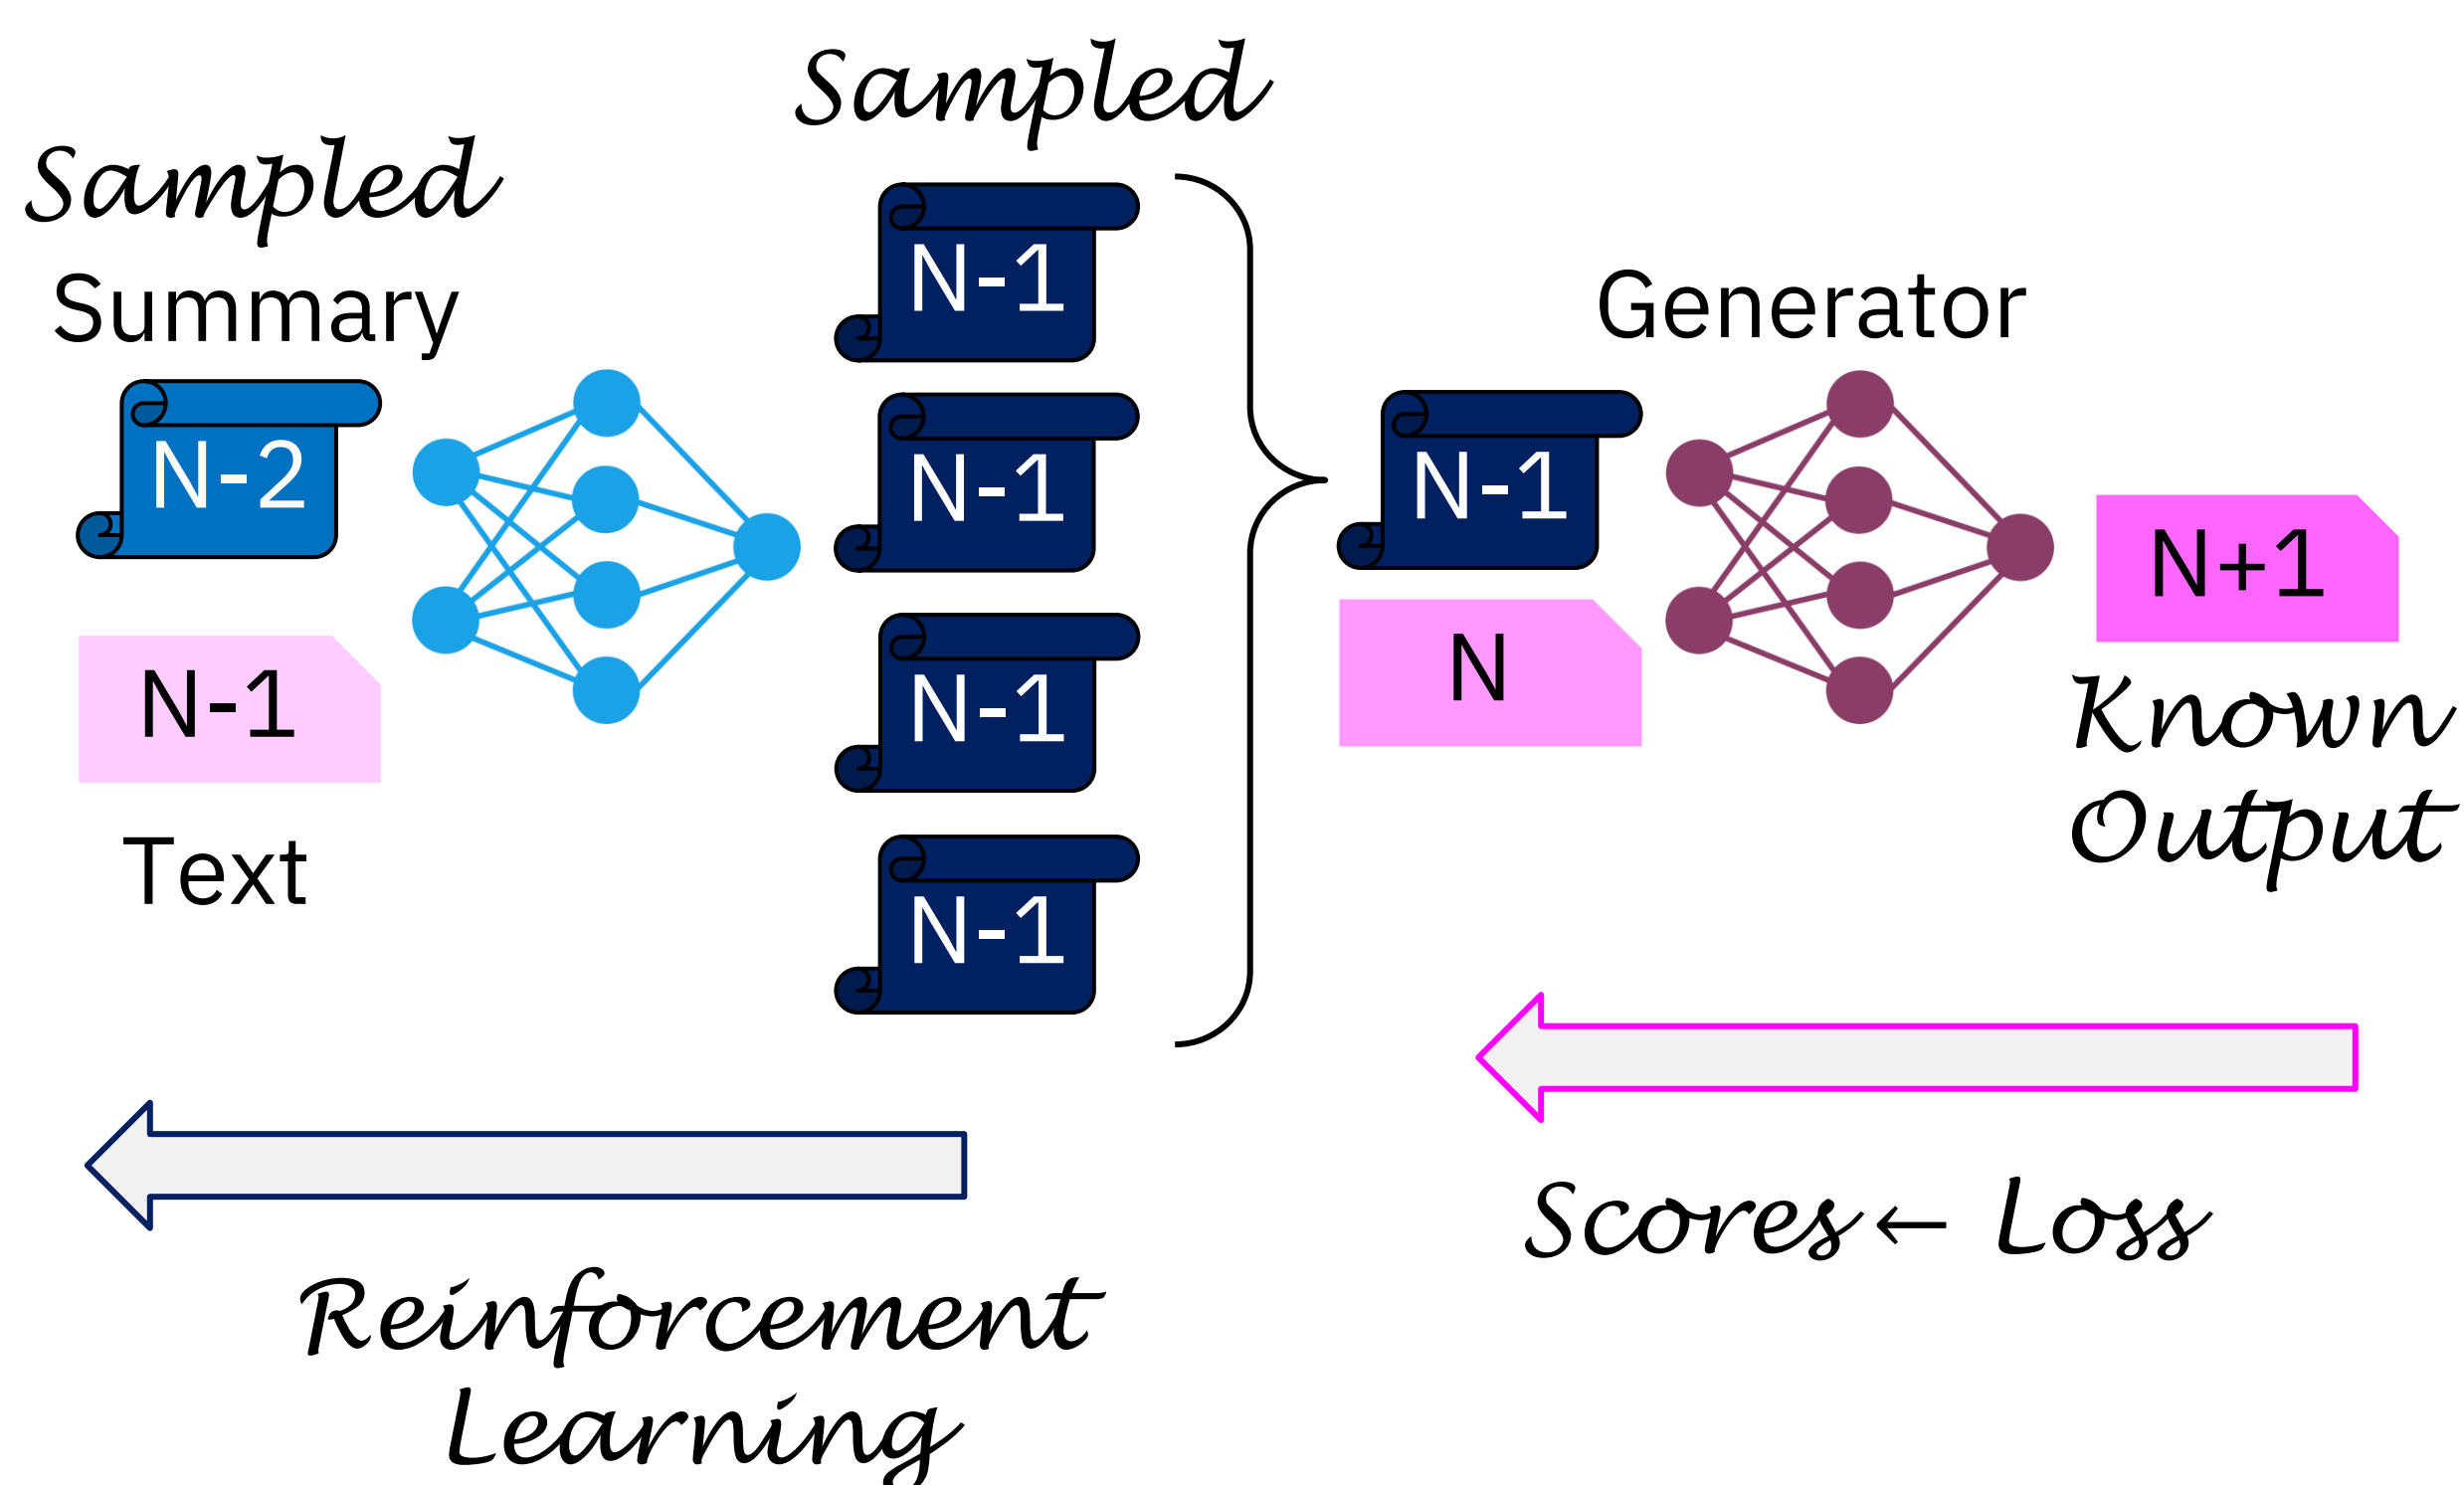 Sampled
Summary
N-2
N-1
Text
Sampled
N-1
N-1
N-1
N-1
Generator
N-1
N
N+1
Known
Output
Scores← Loss
Reinforcement
Learning